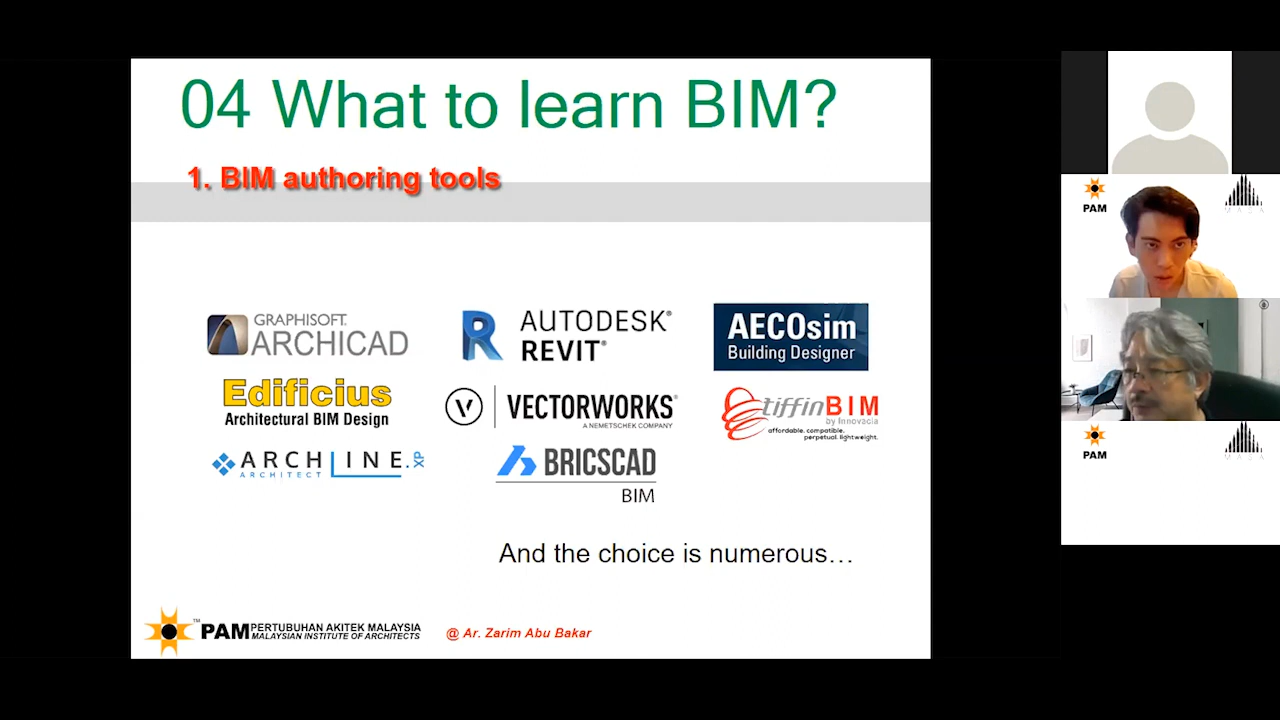 04 What to learn BIM?
1. BIM authoring tools
GRAPHISOFT.
ARCHICAD
AUTODESK®
REVIT®
AECOsim
Building Designer
Edificius
Architectural BIM Design
V VECTORWORKS®
A NEMETSCHEK COMPANY
tiffinBIM
by Innovacia
affordable. compatible.
perpetual. lightweight.
ARCHLINE.XP
ARCHITECT
BRICSCAD
BIM
And the choice is numerous…
PAM PERTUBUHAN AKITEK MALAYSIA
MALAYSIAN INSTITUTE OF ARCHITECTS
™
@ Ar. Zarim Abu Bakar
PAM
PAM